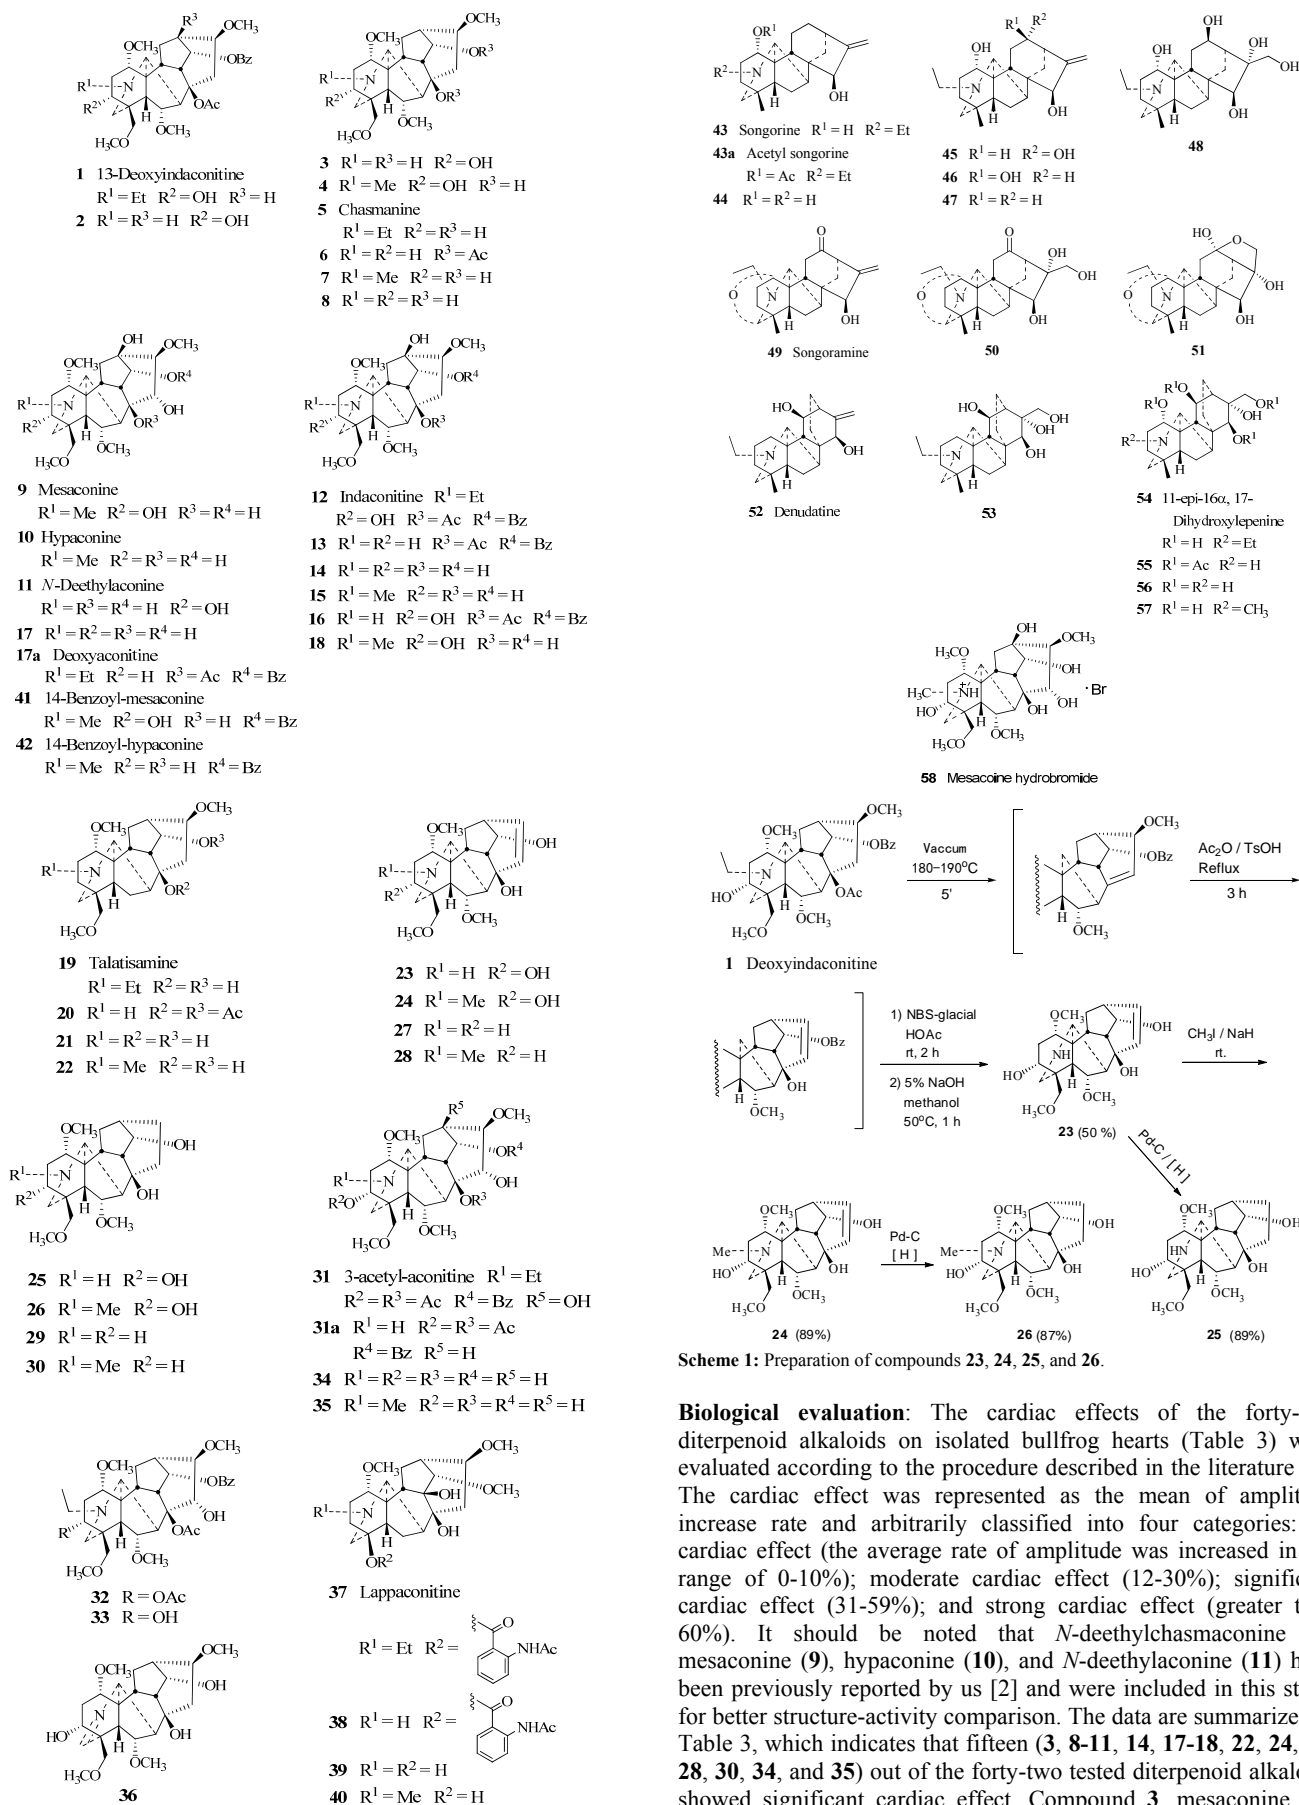 1 13-Deoxyindaconitine
R1=Et R2=OH R3=H
2 R1=R3=H R2=OH
3 R1=R3=H R2=OH
4 R1=Me R2=OH R3=H
5 Chasmanine
R1=Et R2=R3=H
6 R1=R2=H R3=Ac
7 R1=Me R2=R3=H
8 R1=R2=R3=H
9 Mesaconine
R1=Me R2=OH R3=R4=H
10 Hypaconine
R1=Me R2=R3=R4=H
11 N-Deethylaconine
R1=R3=R4=H R2=OH
17 R1=R2=R3=R4=H
17a Deoxyaconitine
R1=Et R2=H R3=Ac R4=Bz
41 14-Benzoyl-mesaconine
R1=Me R2=OH R3=H R4=Bz
42 14-Benzoyl-hypaconine
R1=Me R2=R3=H R4=Bz
12 Indaconitine R1=Et
R2=OH R3=Ac R4=Bz
13 R1=R2=H R3=Ac R4=Bz
14 R1=R2=R3=R4=H
15 R1=Me R2=R3=R4=H
16 R1=H R2=OH R3=Ac R4=Bz
18 R1=Me R2=OH R3=R4=H
19 Talatisamine
R1=Et R2=R3=H
20 R1=H R2=R3=Ac
21 R1=R2=R3=H
22 R1=Me R2=R3=H
23 R1=H R2=OH
24 R1=Me R2=OH
27 R1=R2=H
28 R1=Me R2=H
25 R1=H R2=OH
26 R1=Me R2=OH
29 R1=R2=H
30 R1=Me R2=H
31 3-acetyl-aconitine R1=Et
R2=R3=Ac R4=Bz R5=OH
31a R1=H R2=R3=Ac
R4=Bz R5=H
34 R1=R2=R3=R4=R5=H
35 R1=Me R2=R3=R4=R5=H
32 R=OAc
33 R=OH
36
37 Lappaconitine
R1=Et R2=
38 R1=H R2=
39 R1=R2=H
40 R1=Me R2=H
43 Songorine R1=H R2=Et
43a Acetyl songorine
R1=Ac R2=Et
44 R1=R2=H
45 R1=H R2=OH
46 R1=OH R2=H
47 R1=R2=H
48
49 Songoramine
50
51
52 Denudatine
53
54 11-epi-16α, 17-
Dihydroxylepenine
R1=H R2=Et
55 R1=Ac R2=H
56 R1=R2=H
57 R1=H R2=CH3
58 Mesacoine hydrobromide
1 Deoxyindaconitine
Vaccum
180–190°C
5'
Ac2O / TsOH
Reflux
3 h
1) NBS-glacial
HOAc
rt, 2 h
2) 5% NaOH
methanol
50°C, 1 h
23 (50 %)
CH3I / NaH
rt.
Pd-C / [H]
24 (89%)
Pd-C
[H]
26 (87%)
25 (89%)
Scheme 1: Preparation of compounds 23, 24, 25, and 26.
Biological evaluation: The cardiac effects of the forty-
diterpenoid alkaloids on isolated bullfrog hearts (Table 3) w
evaluated according to the procedure described in the literature
The cardiac effect was represented as the mean of amplit
increase rate and arbitrarily classified into four categories:
cardiac effect (the average rate of amplitude was increased in
range of 0-10%); moderate cardiac effect (12-30%); signific
cardiac effect (31-59%); and strong cardiac effect (greater t
60%). It should be noted that N-deethylchasmaconine
mesaconine (9), hypaconine (10), and N-deethylaconine (11) h
been previously reported by us [2] and were included in this st
for better structure-activity comparison. The data are summarize
Table 3, which indicates that fifteen (3, 8-11, 14, 17-18, 22, 24,
28, 30, 34, and 35) out of the forty-two tested diterpenoid alkalo
showed significant cardiac effect. Compound 3, mesaconine